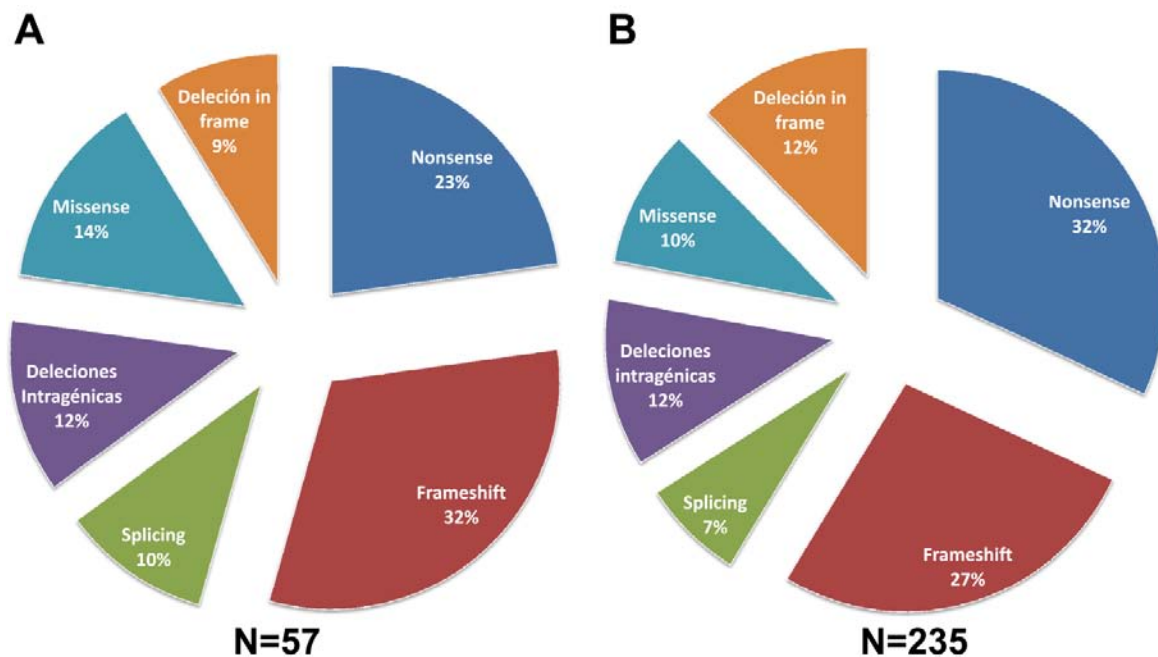 A
Deleción in
frame
9%
Nonsense
23%
Missense
14%
Deleciones
Intragénicas
12%
Splicing
10%
Frameshift
32%
N=57
B
Deleción in
frame
12%
Nonsense
32%
Missense
10%
Deleciones
intragénicas
12%
Splicing
7%
Frameshift
27%
N=235